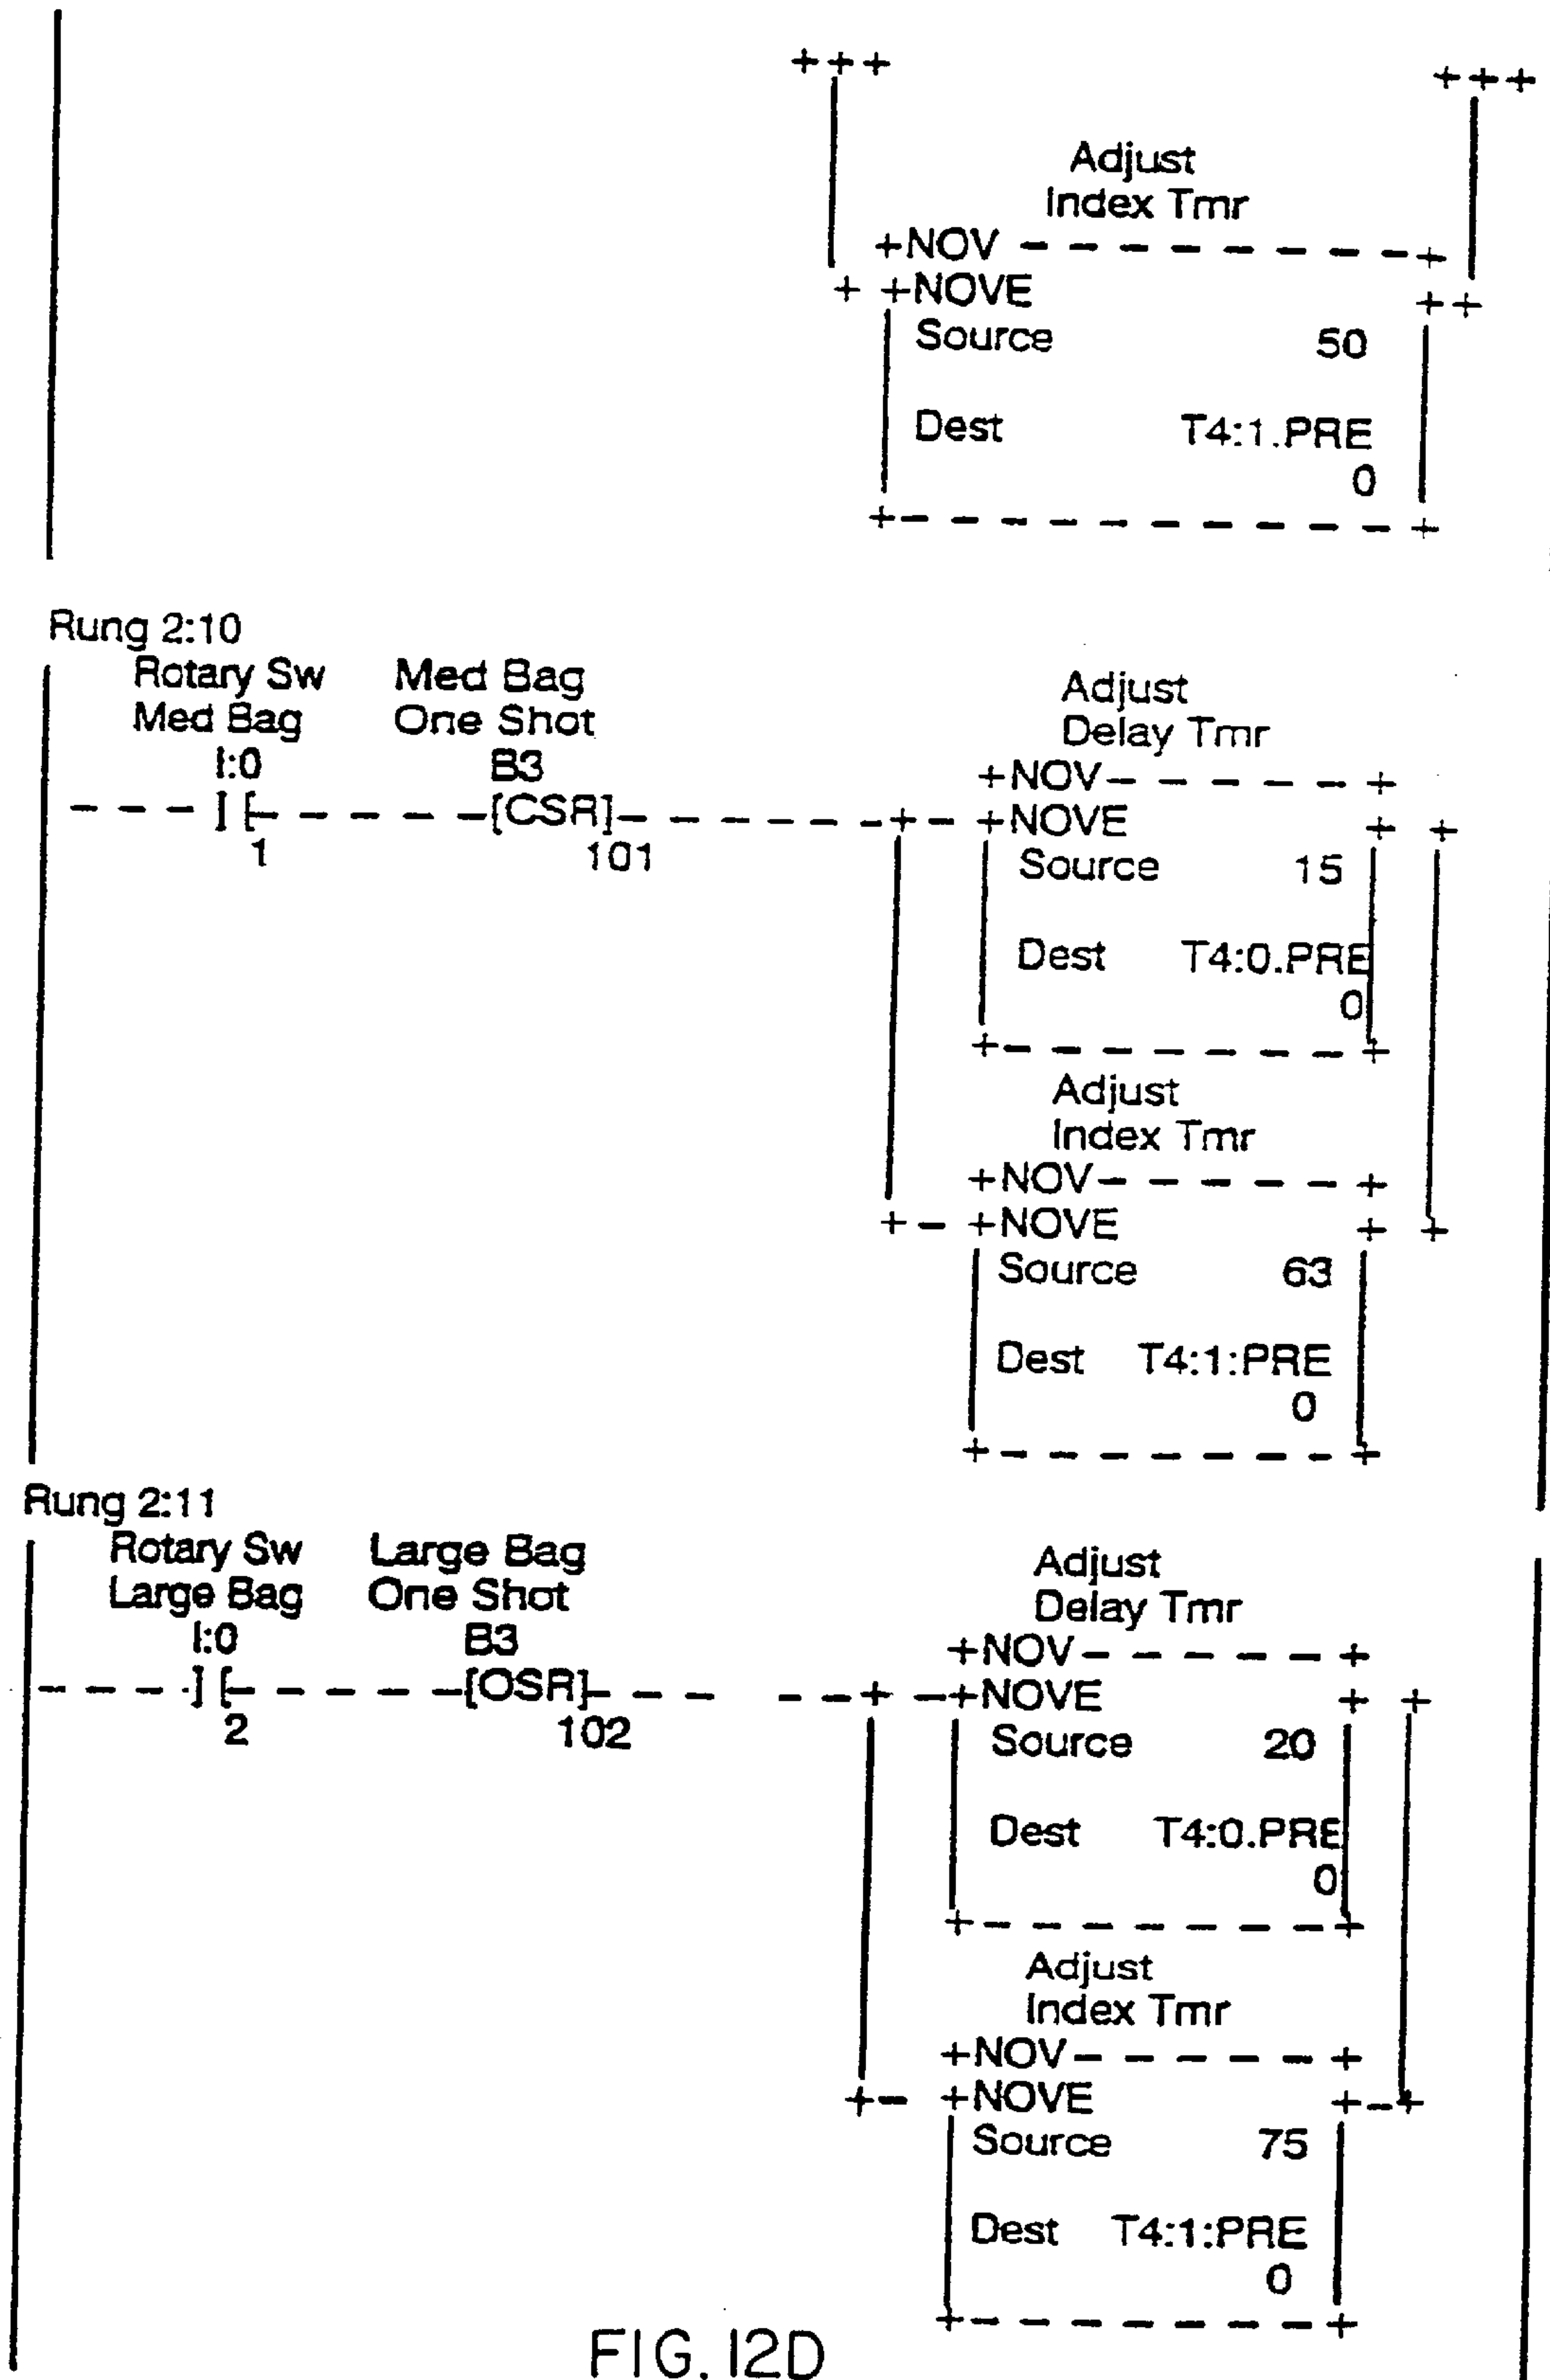 +++ +++
Adjust
Index Tmr
+NOV - - - - - - - - - +
+ +NOVE ++
Source 50
Dest T4:1.PRE
0
+- - - - - - - - - - +
Rung 2:10
Rotary Sw Med Bag
Med Bag One Shot
I:0 B3
- - - ] [- - - - - -[CSR]- - - - - - -+- +NOVE + +
1 101
Adjust
Delay Tmr
+NOV- - - - - - +
Source 15
Dest T4:0.PRE
0
+- - - - - - - - +
Adjust
Index Tmr
+NOV- - - - - - +
+- +NOVE + +
Source 63
Dest T4:1:PRE
0
+- - - - - - - - +
Rung 2:11
Rotary Sw Large Bag
Large Bag One Shot
I:0 B3
- - - -] [- - - - - -[OSR]- - - - --+ -+NOVE + +
2 102
Adjust
Delay Tmr
+NOV- - - - - - +
Source 20
Dest T4:0.PRE
0
+- - - - - - - - +
Adjust
Index Tmr
+NOV- - - - - - +
+- +NOVE +-+
Source 75
Dest T4:1:PRE
0
+- - - - - - - - +
FIG. 12D